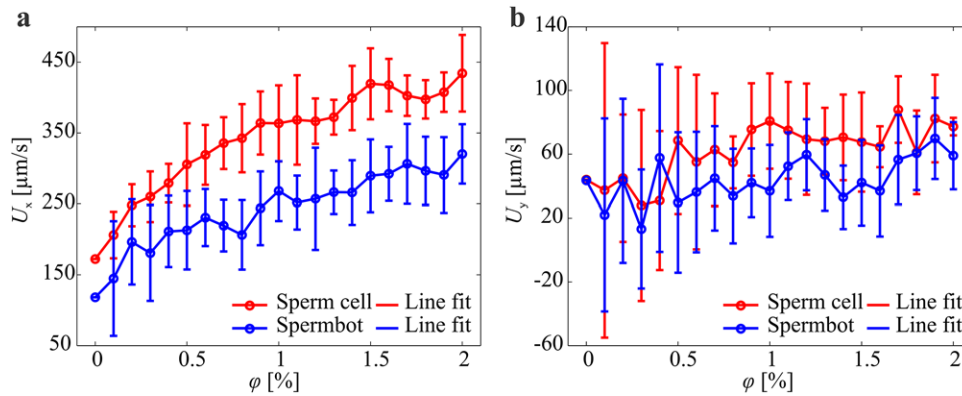 a
U_x [μm/s]
450
350
250
150
50
Sperm cell Line fit
Spermbot Line fit
0 0.5 1 1.5 2
φ [%]
b
U_y [μm/s]
140
100
60
20
-20
-60
Sperm cell Line fit
Spermbot Line fit
0 0.5 1 1.5 2
φ [%]